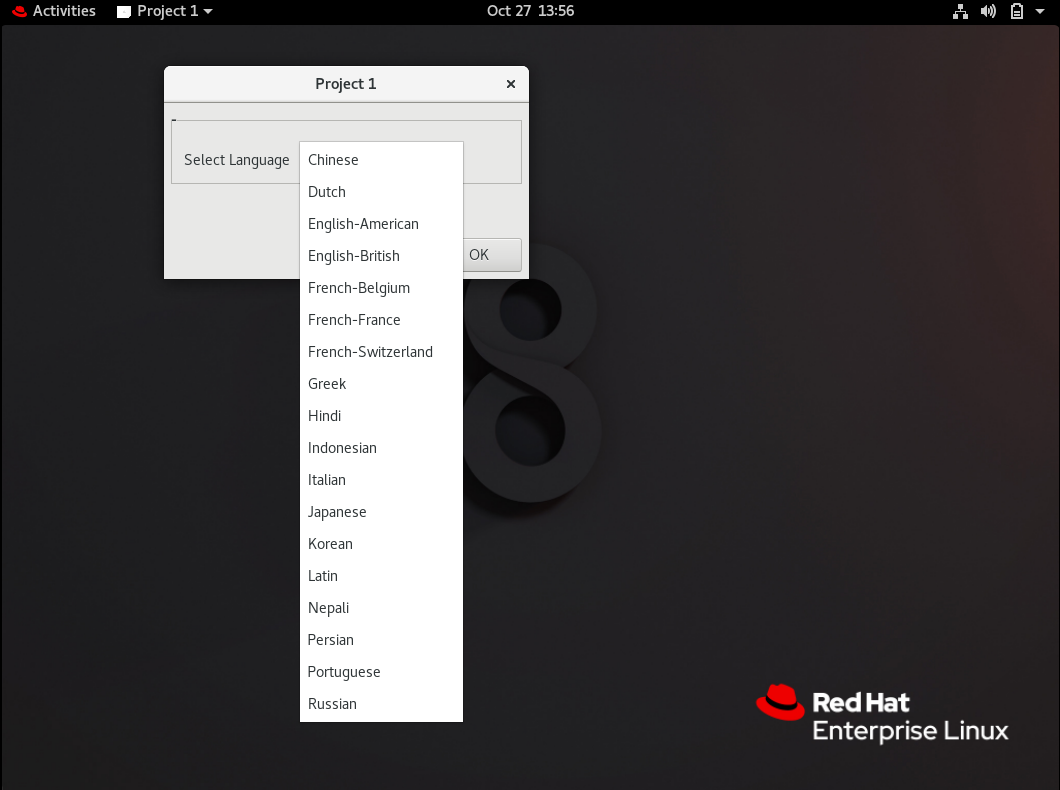 Activities Project 1 Oct 27 13:56
Project 1
Select Language
Chinese
Dutch
English-American
English-British
OK
French-Belgium
French-France
French-Switzerland
Greek
Hindi
Indonesian
Italian
Japanese
Korean
Latin
Nepali
Persian
Portuguese
Russian
8
Red Hat
Enterprise Linux